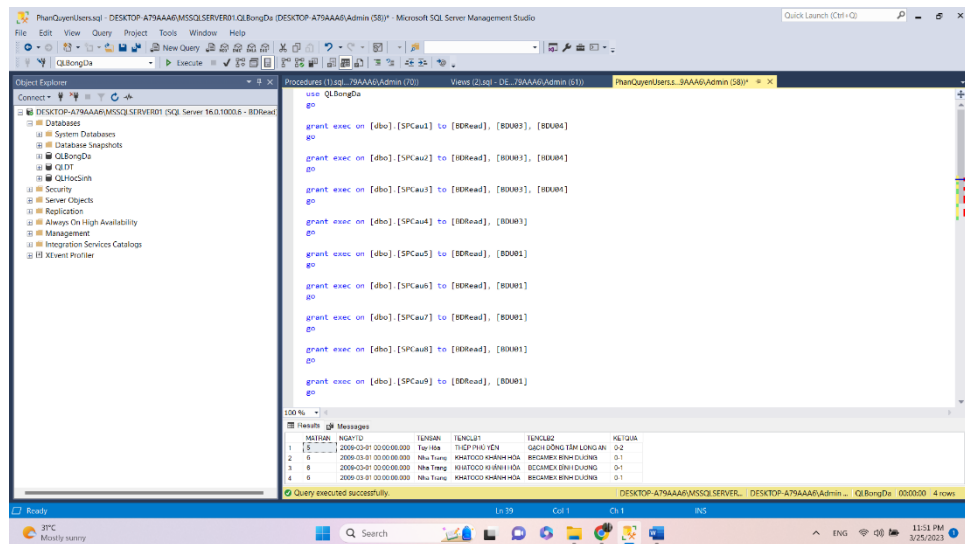 PhanQuyenUsers.sql - DESKTOP-A79AAA6\MSSQLSERVER01.QLBongDa (DESKTOP-A79AAA6\Admin (58))* - Microsoft SQL Server Management Studio
Quick Launch (Ctrl+Q)
File Edit View Query Project Tools Window Help
New Query
QLBongDa Execute
Object Explorer
Procedures (1).sql...79AAA6\Admin (70)) Views (2).sql - DE...79AAA6\Admin (61)) PhanQuyenUsers.s...9AAA6\Admin (58))*
Connect
DESKTOP-A79AAA6\MSSQLSERVER01 (SQL Server 16.0.1000.6 - BDRead)
Databases
System Databases
Database Snapshots
QLBongDa
QLDT
QLHocSinh
Security
Server Objects
Replication
Always On High Availability
Management
Integration Services Catalogs
XEvent Profiler
use QLBongDa
go
grant exec on [dbo].[SPCau1] to [BDRead], [BDU03], [BDU04]
go
grant exec on [dbo].[SPCau2] to [BDRead], [BDU03], [BDU04]
go
grant exec on [dbo].[SPCau3] to [BDRead], [BDU03], [BDU04]
go
grant exec on [dbo].[SPCau4] to [BDRead], [BDU03]
go
grant exec on [dbo].[SPCau5] to [BDRead], [BDU01]
go
grant exec on [dbo].[SPCau6] to [BDRead], [BDU01]
go
grant exec on [dbo].[SPCau7] to [BDRead], [BDU01]
go
grant exec on [dbo].[SPCau8] to [BDRead], [BDU01]
go
grant exec on [dbo].[SPCau9] to [BDRead], [BDU01]
go
100 %
Results Messages
MATRAN NGAYTD TENSAN TENCLB1 TENCLB2 KETQUA
1 5 2009-03-01 00:00:00.000 Tuy Hòa THÉP PHÚ YÊN GẠCH ĐỒNG TÂM LONG AN 0-2
2 6 2009-03-01 00:00:00.000 Nha Trang KHATOCO KHÁNH HÒA BECAMEX BÌNH DƯƠNG 0-1
3 6 2009-03-01 00:00:00.000 Nha Trang KHATOCO KHÁNH HÒA BECAMEX BÌNH DƯƠNG 0-1
4 6 2009-03-01 00:00:00.000 Nha Trang KHATOCO KHÁNH HÒA BECAMEX BÌNH DƯƠNG 0-1
Query executed successfully. DESKTOP-A79AAA6\MSSQLSERVER... DESKTOP-A79AAA6\Admin ... QLBongDa 00:00:00 4 rows
Ready Ln 39 Col 1 Ch 1 INS
31°C
Mostly sunny
Search
ENG
11:51 PM
3/25/2023